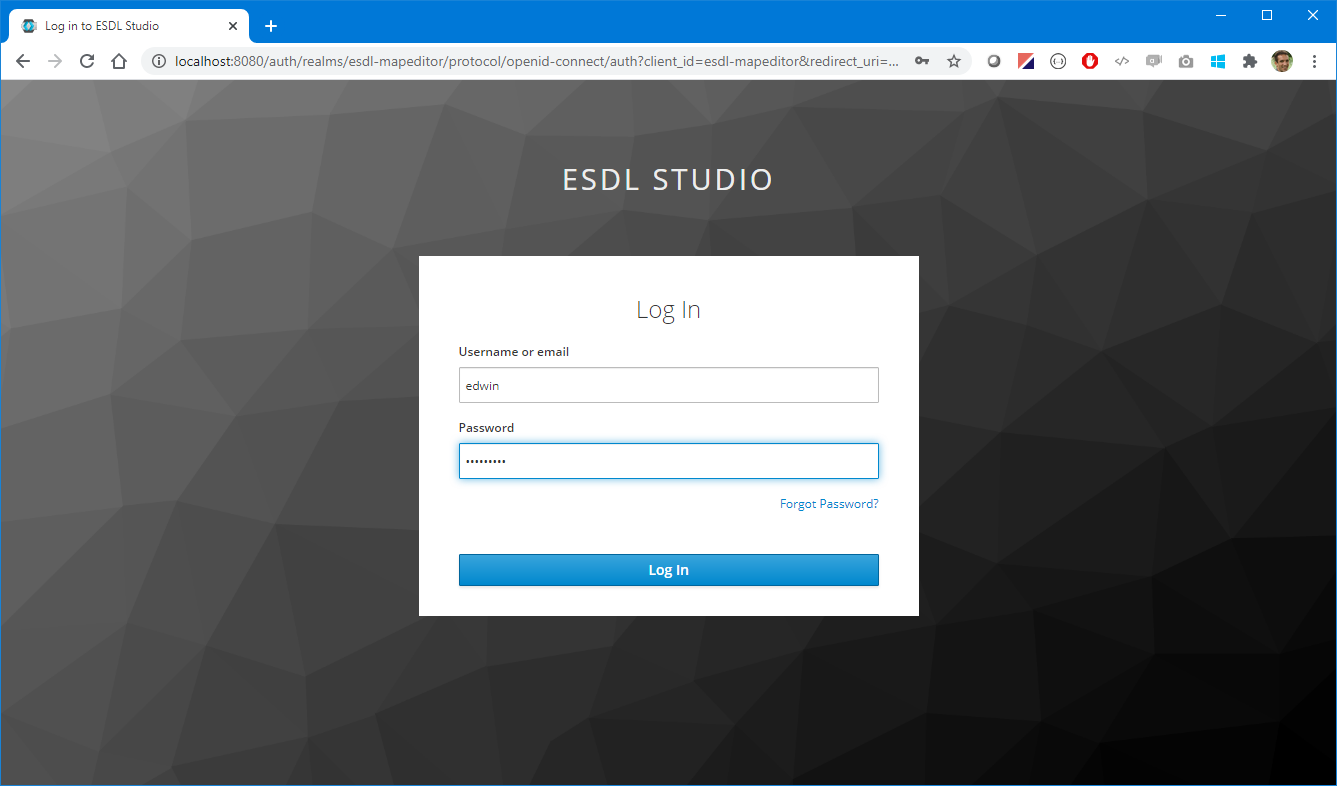 Log in to ESDL Studio
localhost:8080/auth/realms/esdl-mapeditor/protocol/openid-connect/auth?client_id=esdl-mapeditor&redirect_uri=...
ESDL STUDIO
Log In
Username or email
edwin
Password
•••••••••
Forgot Password?
Log In